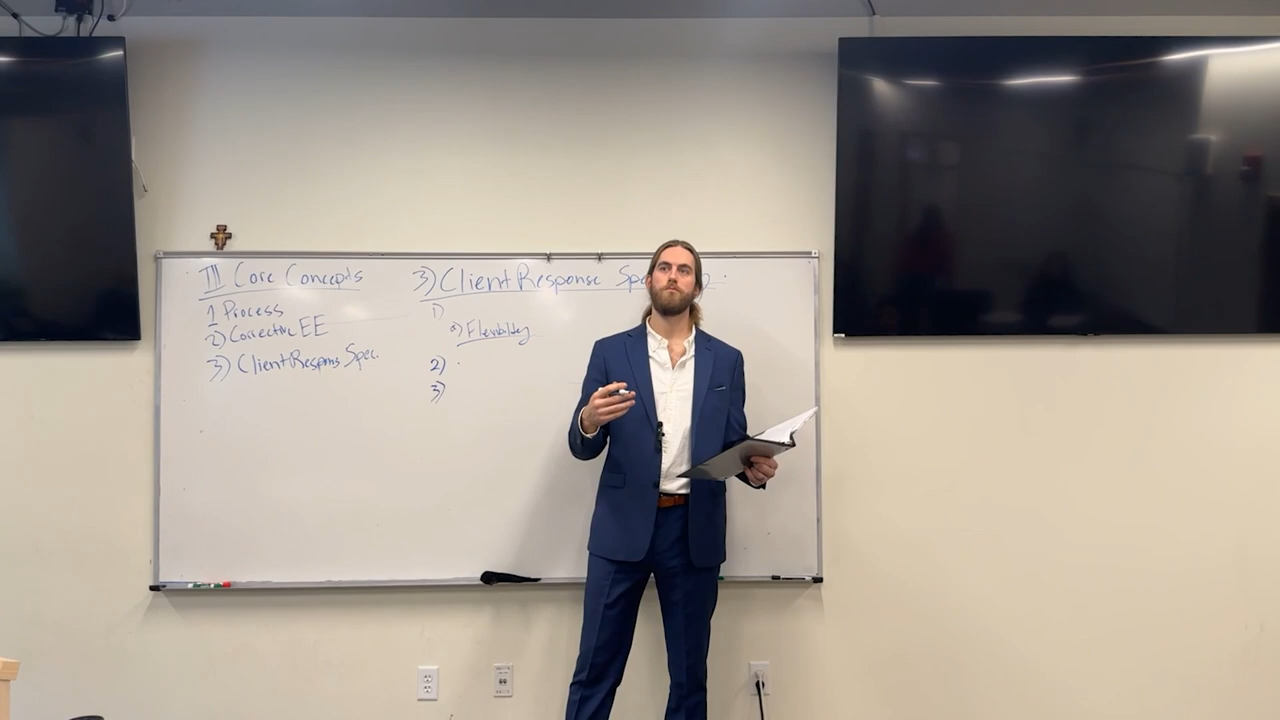 III Core Concepts
1 Process
2) Corrective EE
3) Client Respons Spec.
3) Client Response Spe
1)
a) Flexibility
2)
3)